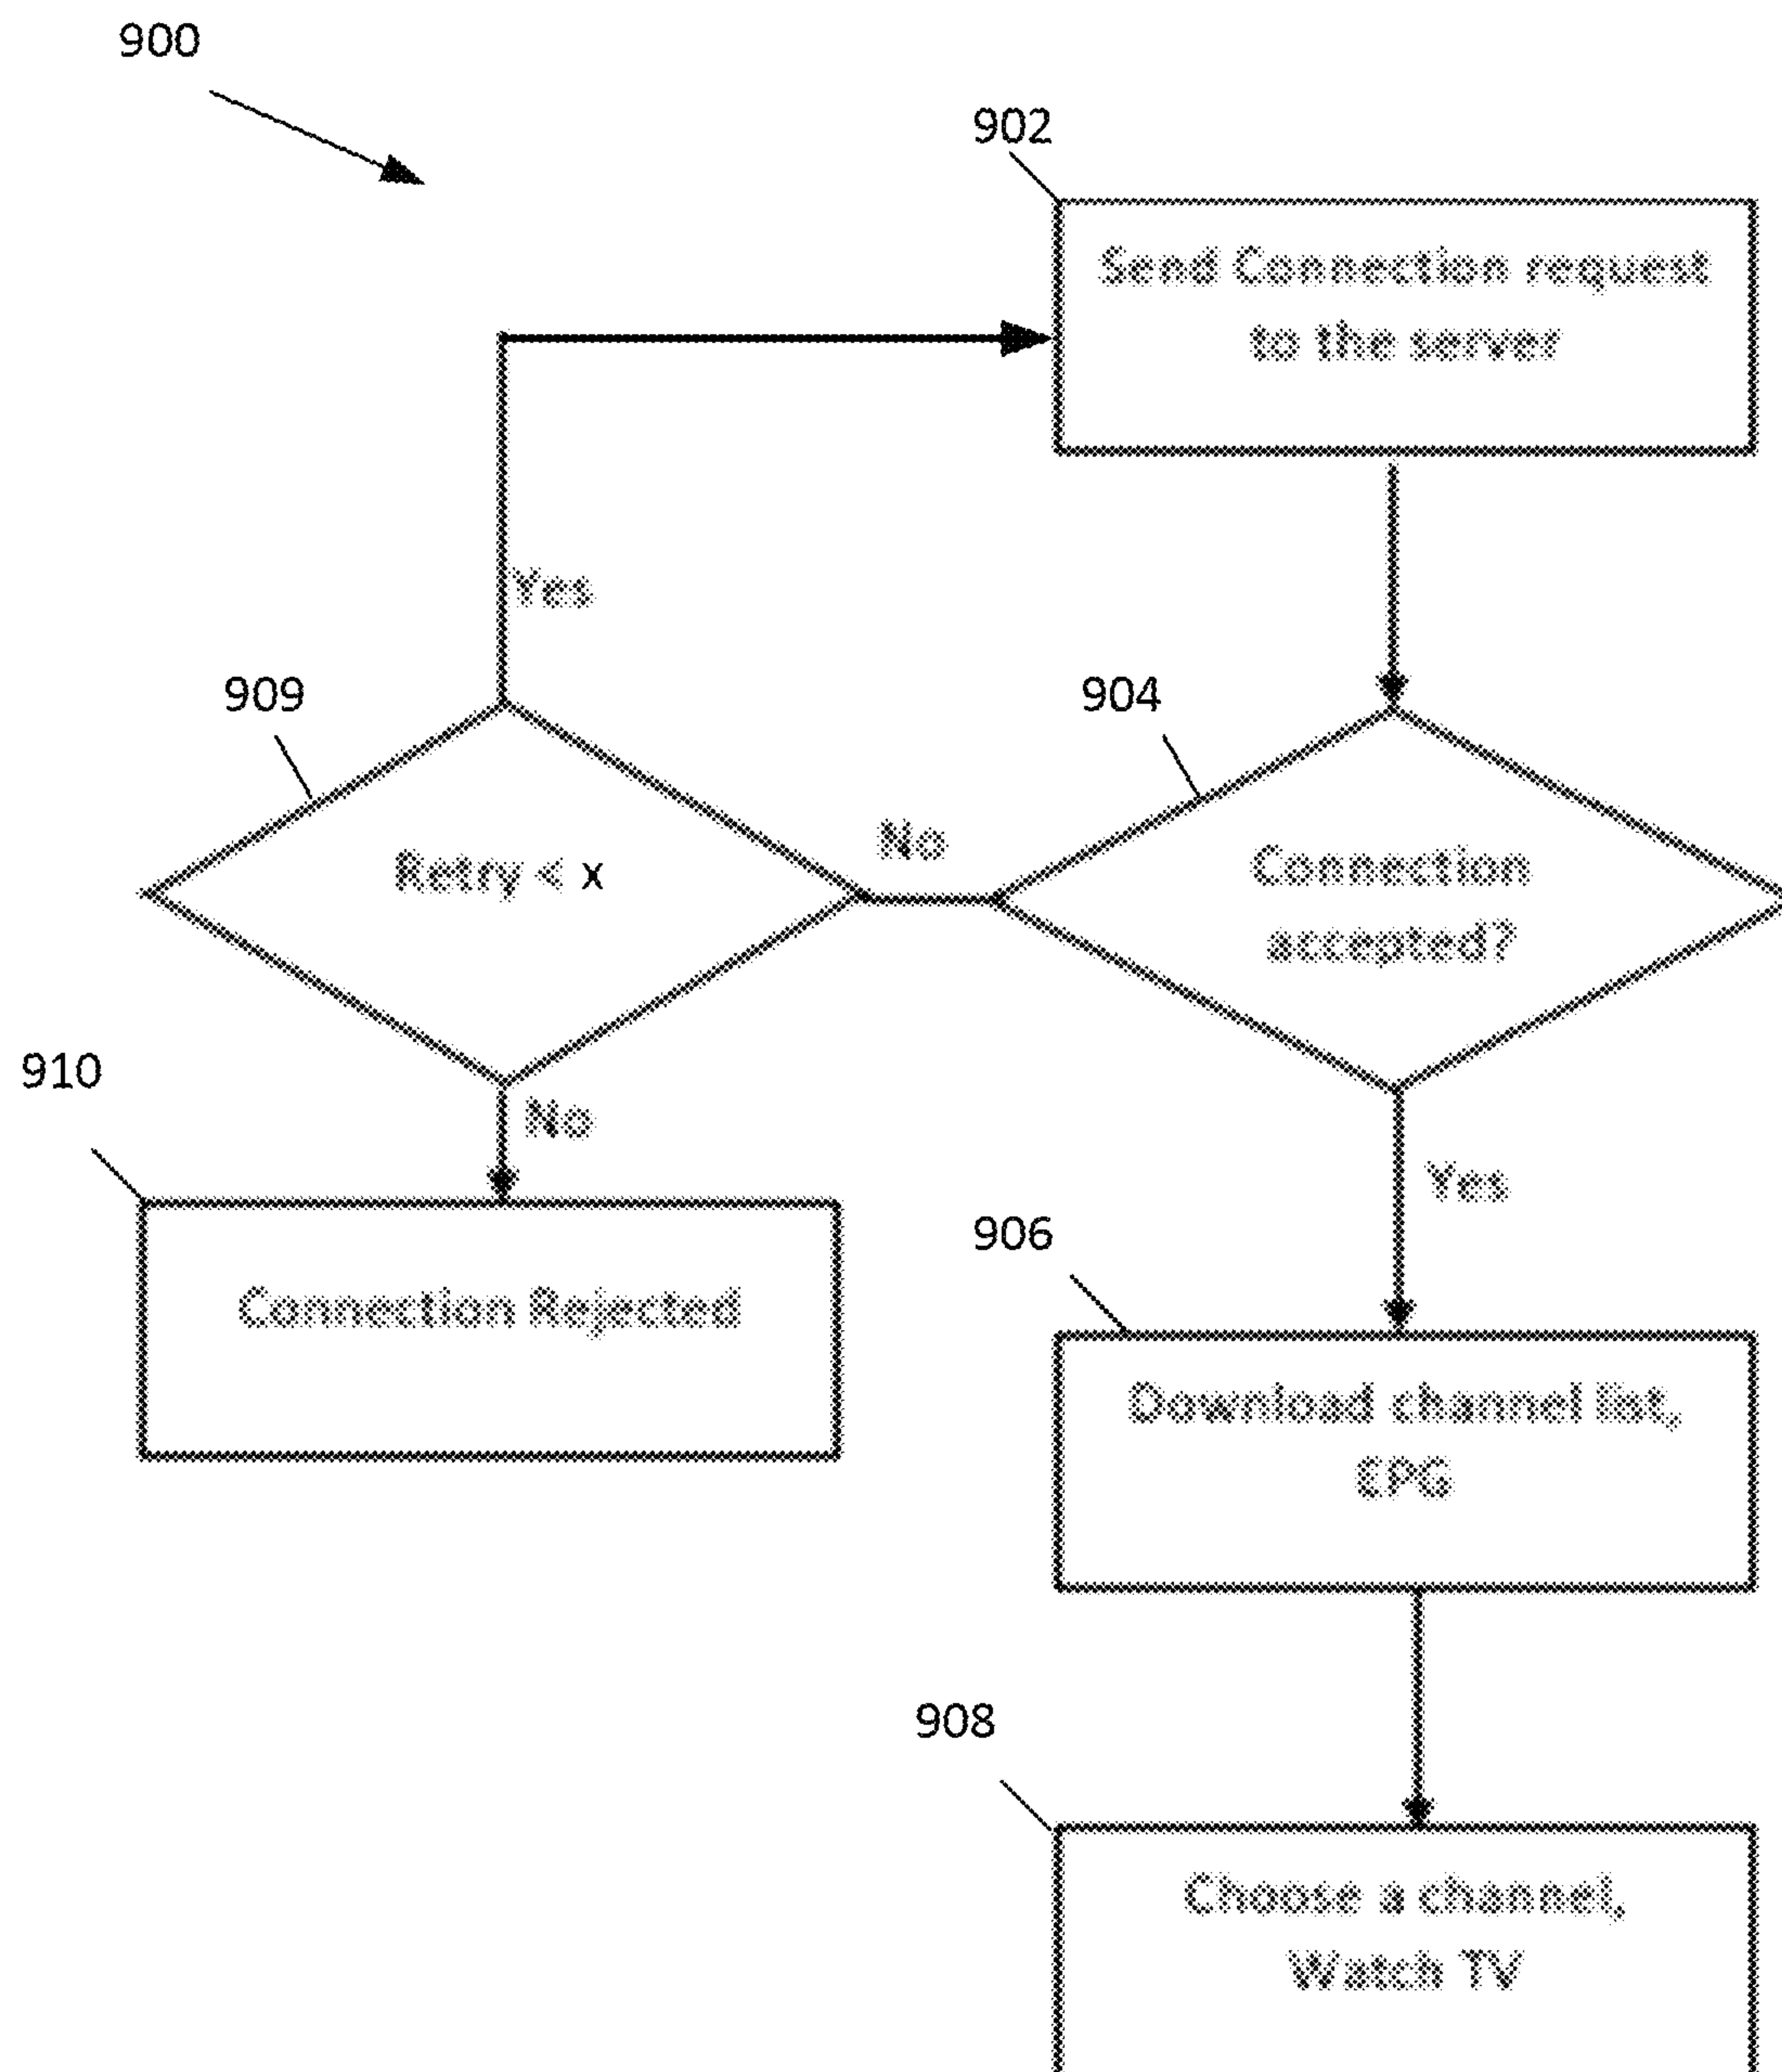 900
902
Send Connection request
to the server
Yes
909
904
Retry < x
No
Connection
accepted?
910
No
Yes
906
Connection Rejected
Download channel list,
EPG
908
Choose a channel,
Watch TV